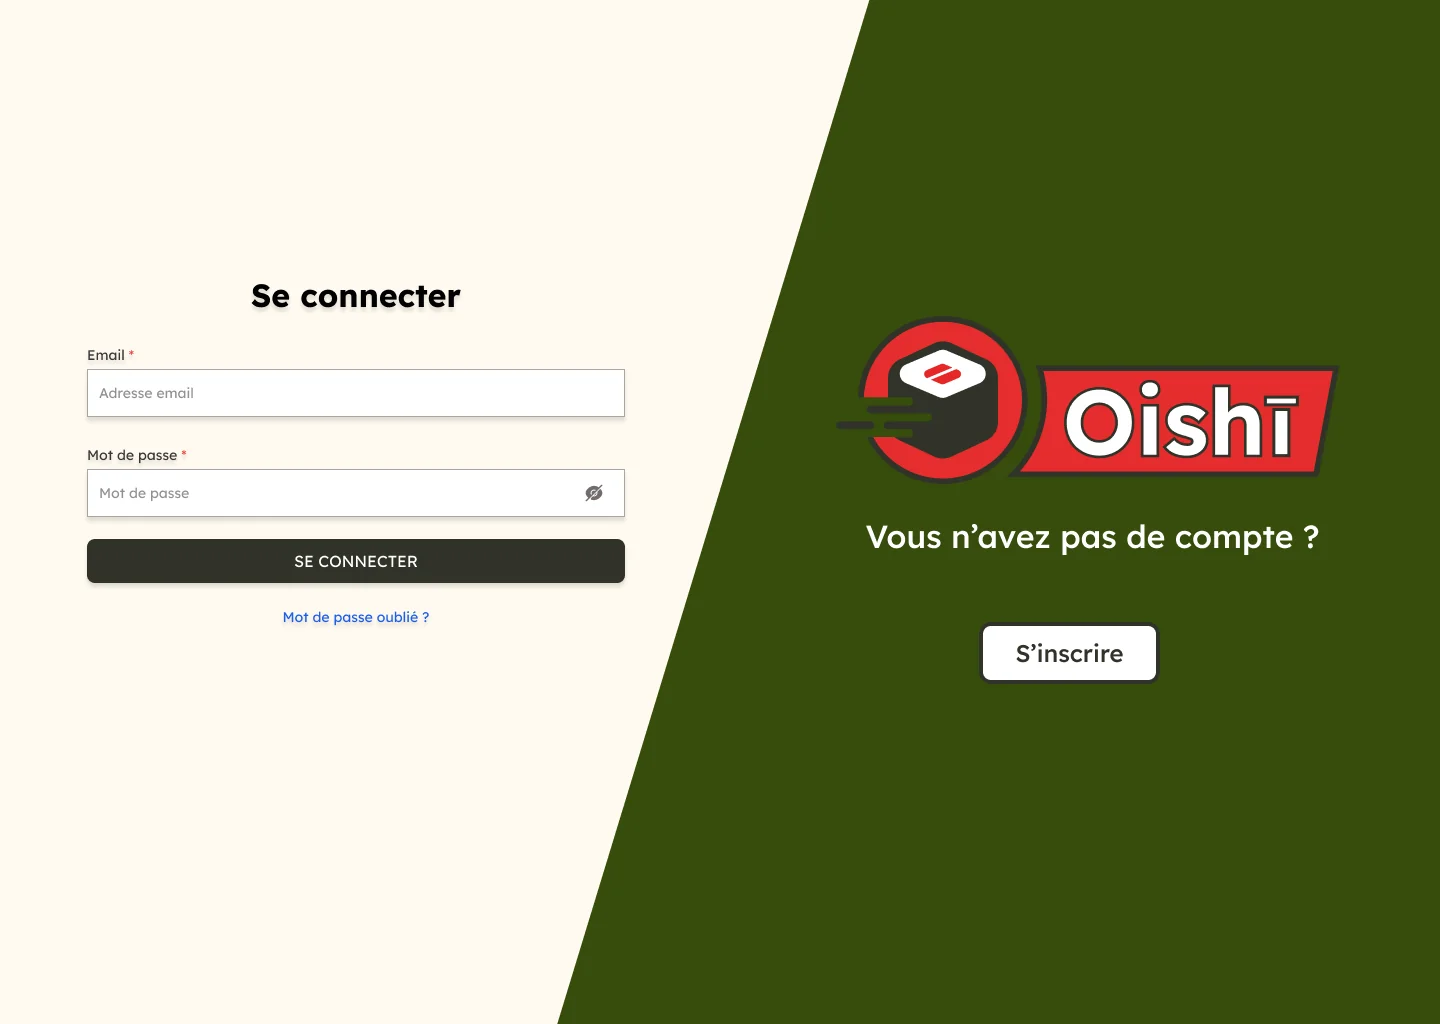 Se connecter
Email *
Adresse email
Mot de passe *
Mot de passe
SE CONNECTER
Mot de passe oublié ?
Oishī
Vous n’avez pas de compte ?
S’inscrire